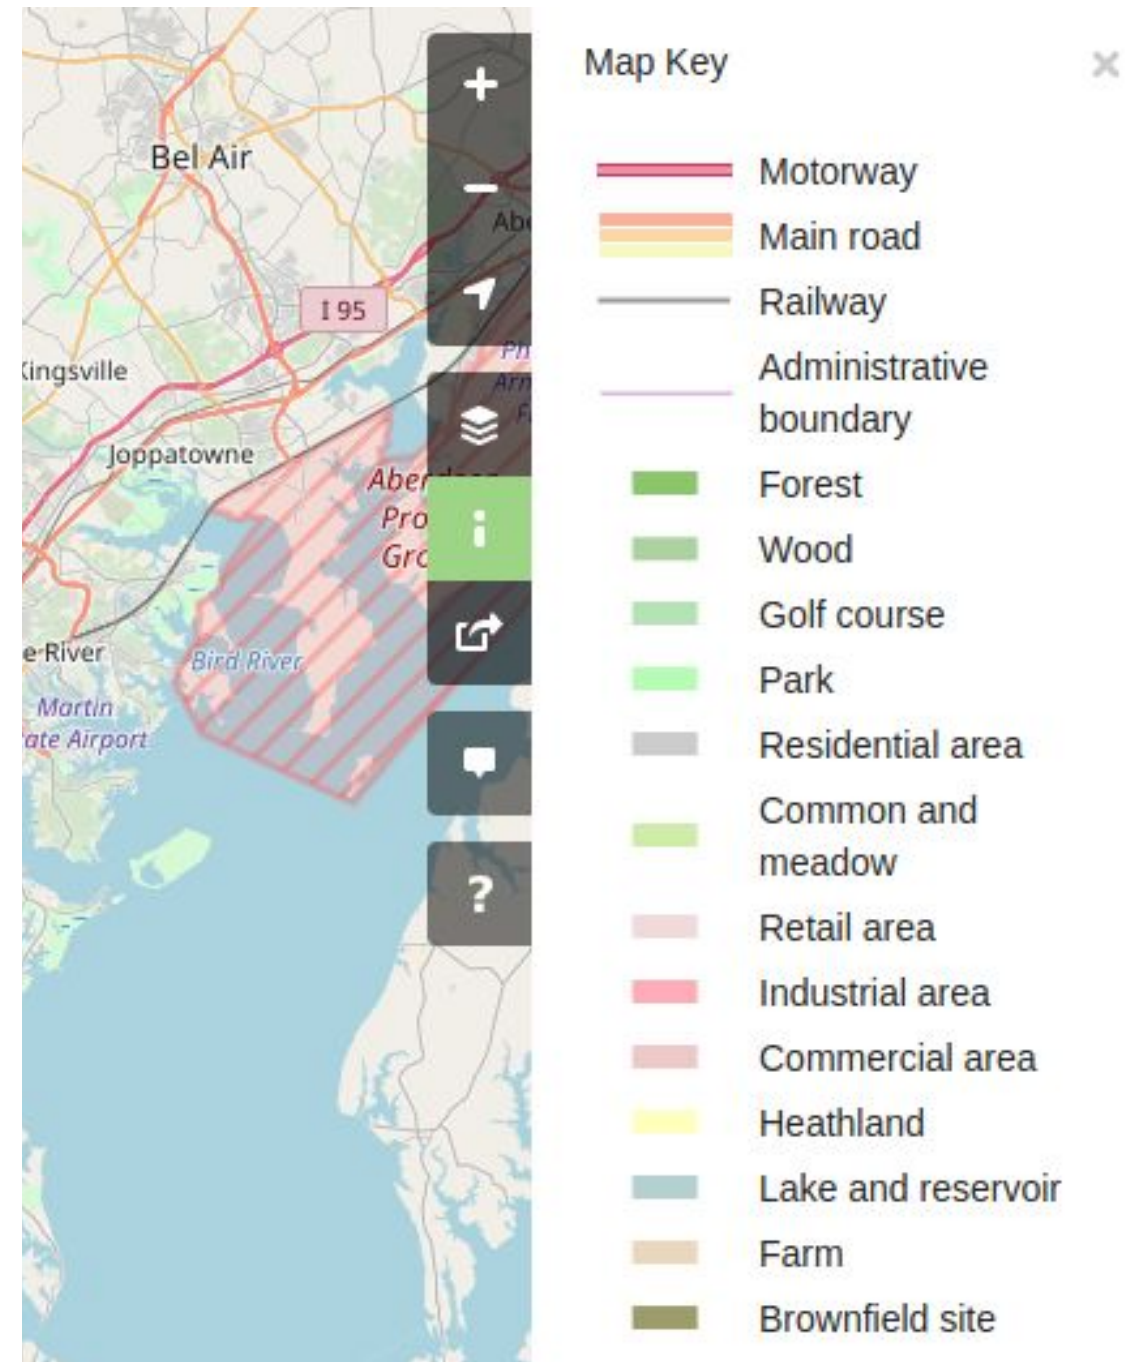 Map Key
Bel Air
I 95
Kingsville
Joppatowne
Bird River
Martin
Airport
Motorway
Main road
Railway
Administrative
boundary
Forest
Wood
Golf course
Park
Residential area
Common and
meadow
Retail area
Industrial area
Commercial area
Heathland
Lake and reservoir
Farm
Brownfield site
?